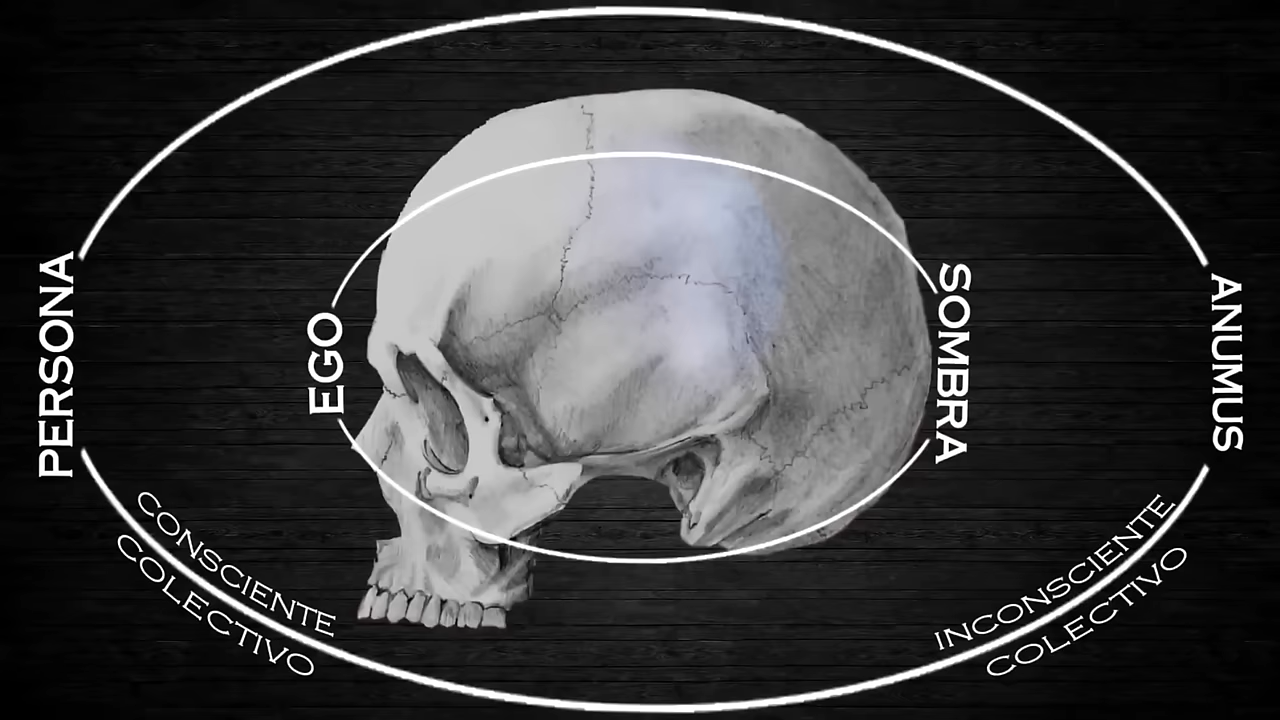 PERSONA
EGO
SOMBRA
ANUMUS
CONSCIENTE
COLECTIVO
INCONSCIENTE
COLECTIVO